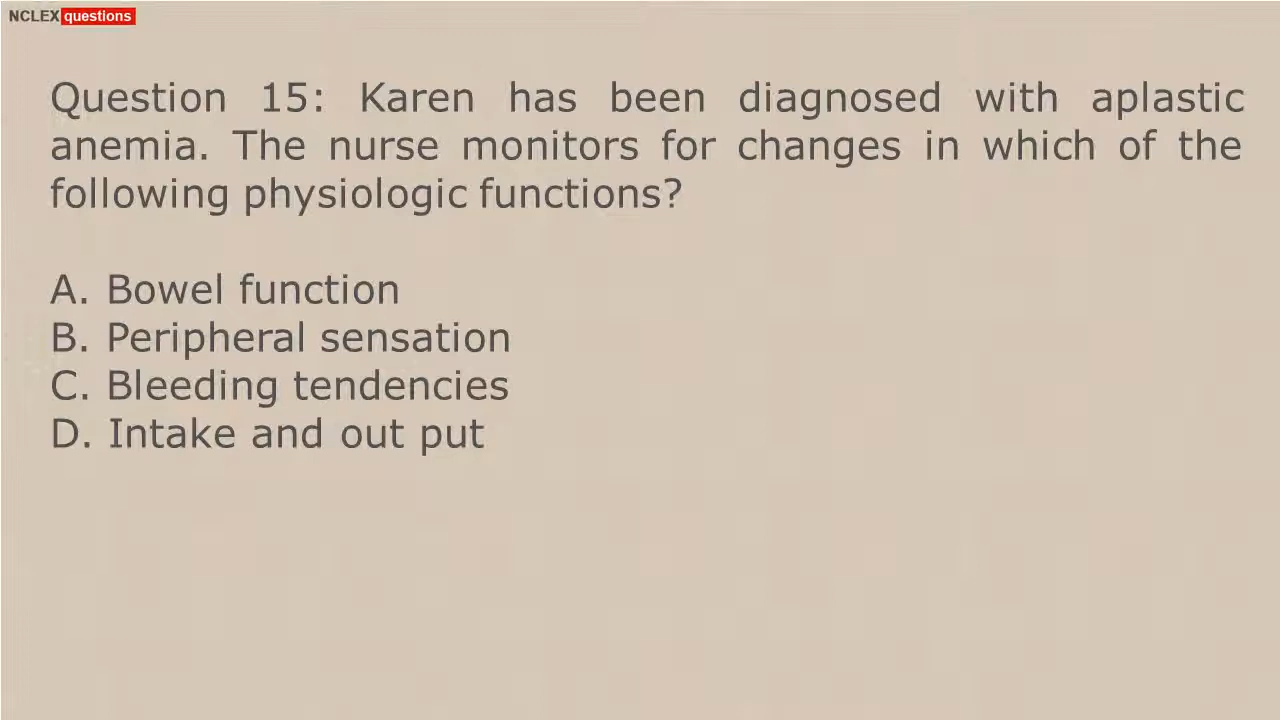 NCLEX questions
Question 15: Karen has been diagnosed with aplastic
anemia. The nurse monitors for changes in which of the
following physiologic functions?
A. Bowel function
B. Peripheral sensation
C. Bleeding tendencies
D. Intake and out put